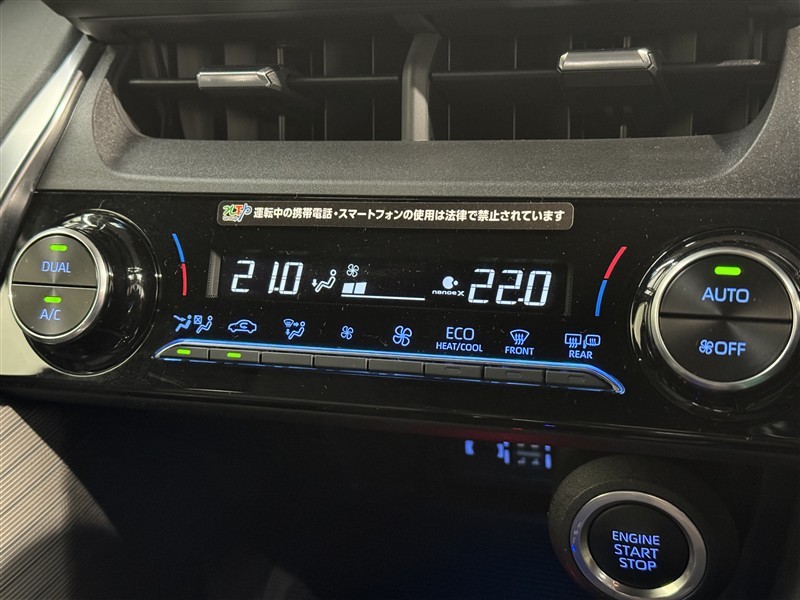 運転中の携帯電話・スマートフォンの使用は法律で禁止されています
DUAL
A/C
21.0
nanoe X
22.0
AUTO
OFF
ECO
HEAT/COOL
FRONT
REAR
ENGINE
START
STOP